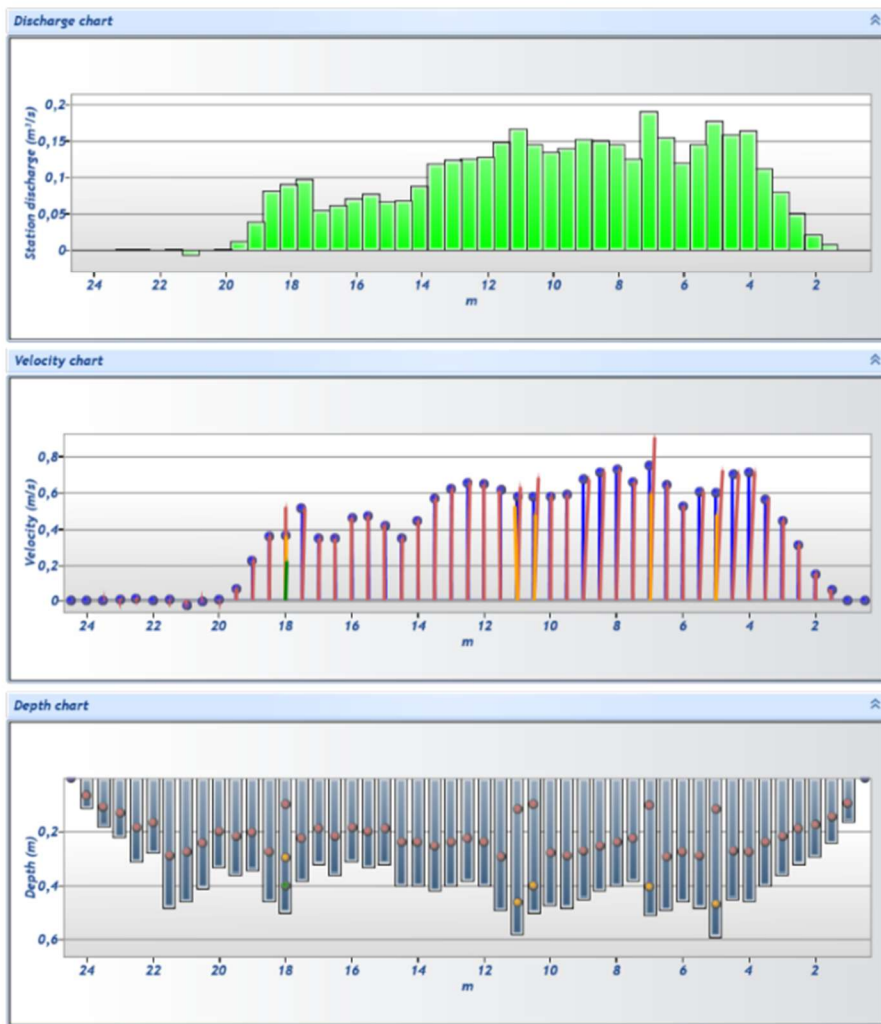 Discharge chart
Station discharge (m³/s)
0,2
0,15
0,1
0,05
0
24 22 20 18 16 14 12 10 8 6 4 2
m
Velocity chart
Velocity (m/s)
0,8
0,6
0,4
0,2
0
24 22 20 18 16 14 12 10 8 6 4 2
m
Depth chart
Depth (m)
0,2
0,4
0,6
24 22 20 18 16 14 12 10 8 6 4 2
m